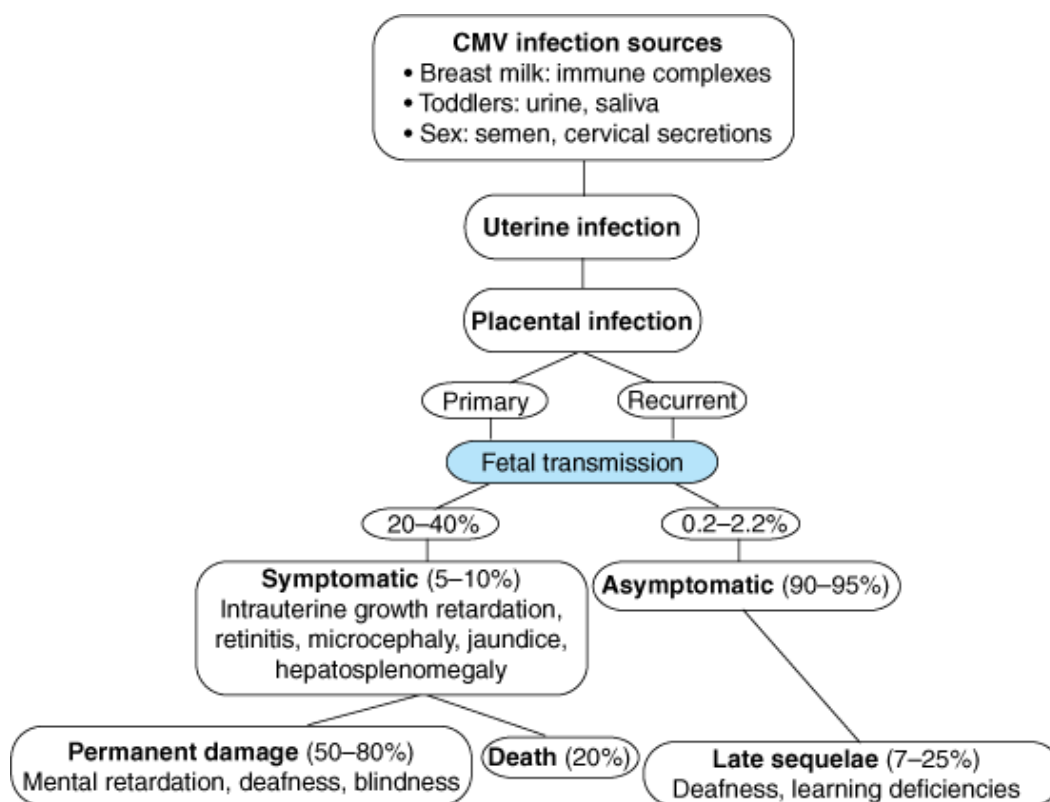 CMV infection sources
• Breast milk: immune complexes
• Toddlers: urine, saliva
• Sex: semen, cervical secretions
Uterine infection
Placental infection
Primary
Recurrent
Fetal transmission
20–40%
0.2–2.2%
Symptomatic (5–10%)
Intrauterine growth retardation,
retinitis, microcephaly, jaundice,
hepatosplenomegaly
Asymptomatic (90–95%)
Permanent damage (50–80%)
Mental retardation, deafness, blindness
Death (20%)
Late sequelae (7–25%)
Deafness, learning deficiencies